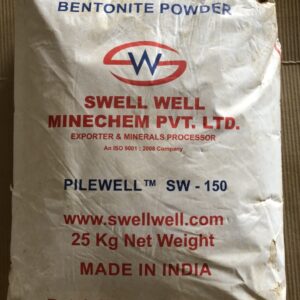 BENTONITE POWDER
SW
SWELL WELL
MINECHEM PVT. LTD.
EXPORTER & MINERALS PROCESSOR
An ISO 9001 : 2008 Company
PILEWELL™ SW - 150
www.swellwell.com
25 Kg Net Weight
MADE IN INDIA